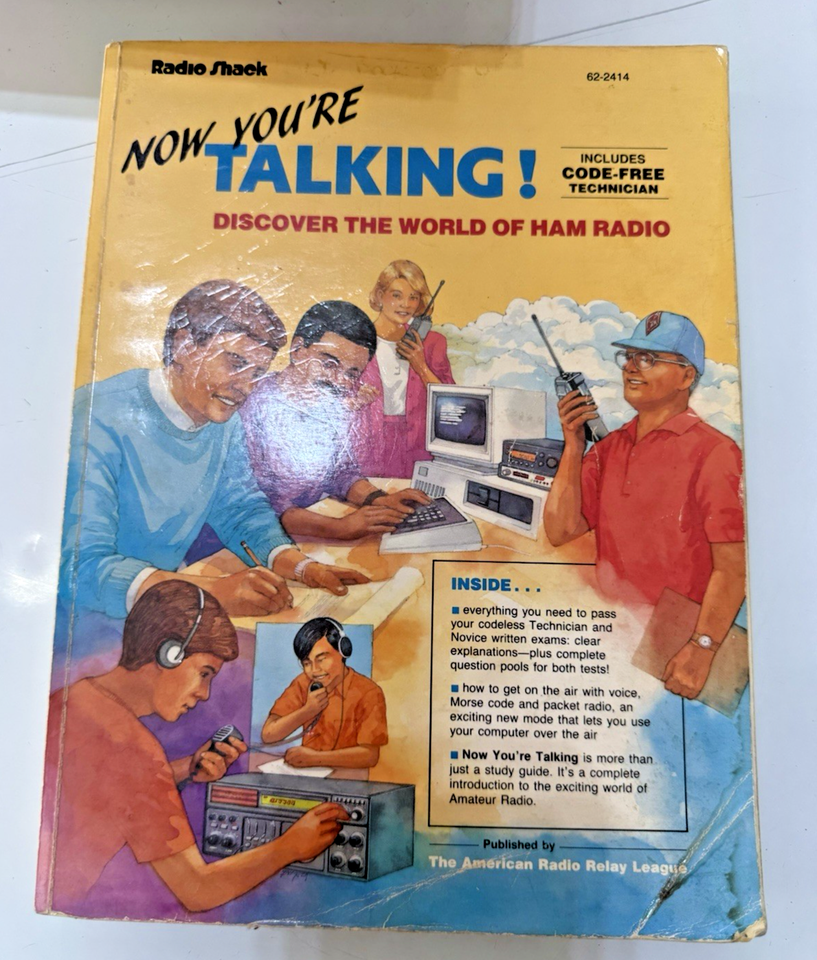 Radio Shack
62-2414
NOW YOU'RE
TALKING!
INCLUDES
CODE-FREE
TECHNICIAN
DISCOVER THE WORLD OF HAM RADIO
INSIDE...
■ everything you need to pass
your codeless Technician and
Novice written exams: clear
explanations—plus complete
question pools for both tests!
■ how to get on the air with voice,
Morse code and packet radio, an
exciting new mode that lets you use
your computer over the air
■ Now You're Talking is more than
just a study guide. It's a complete
introduction to the exciting world of
Amateur Radio.
Published by
The American Radio Relay League